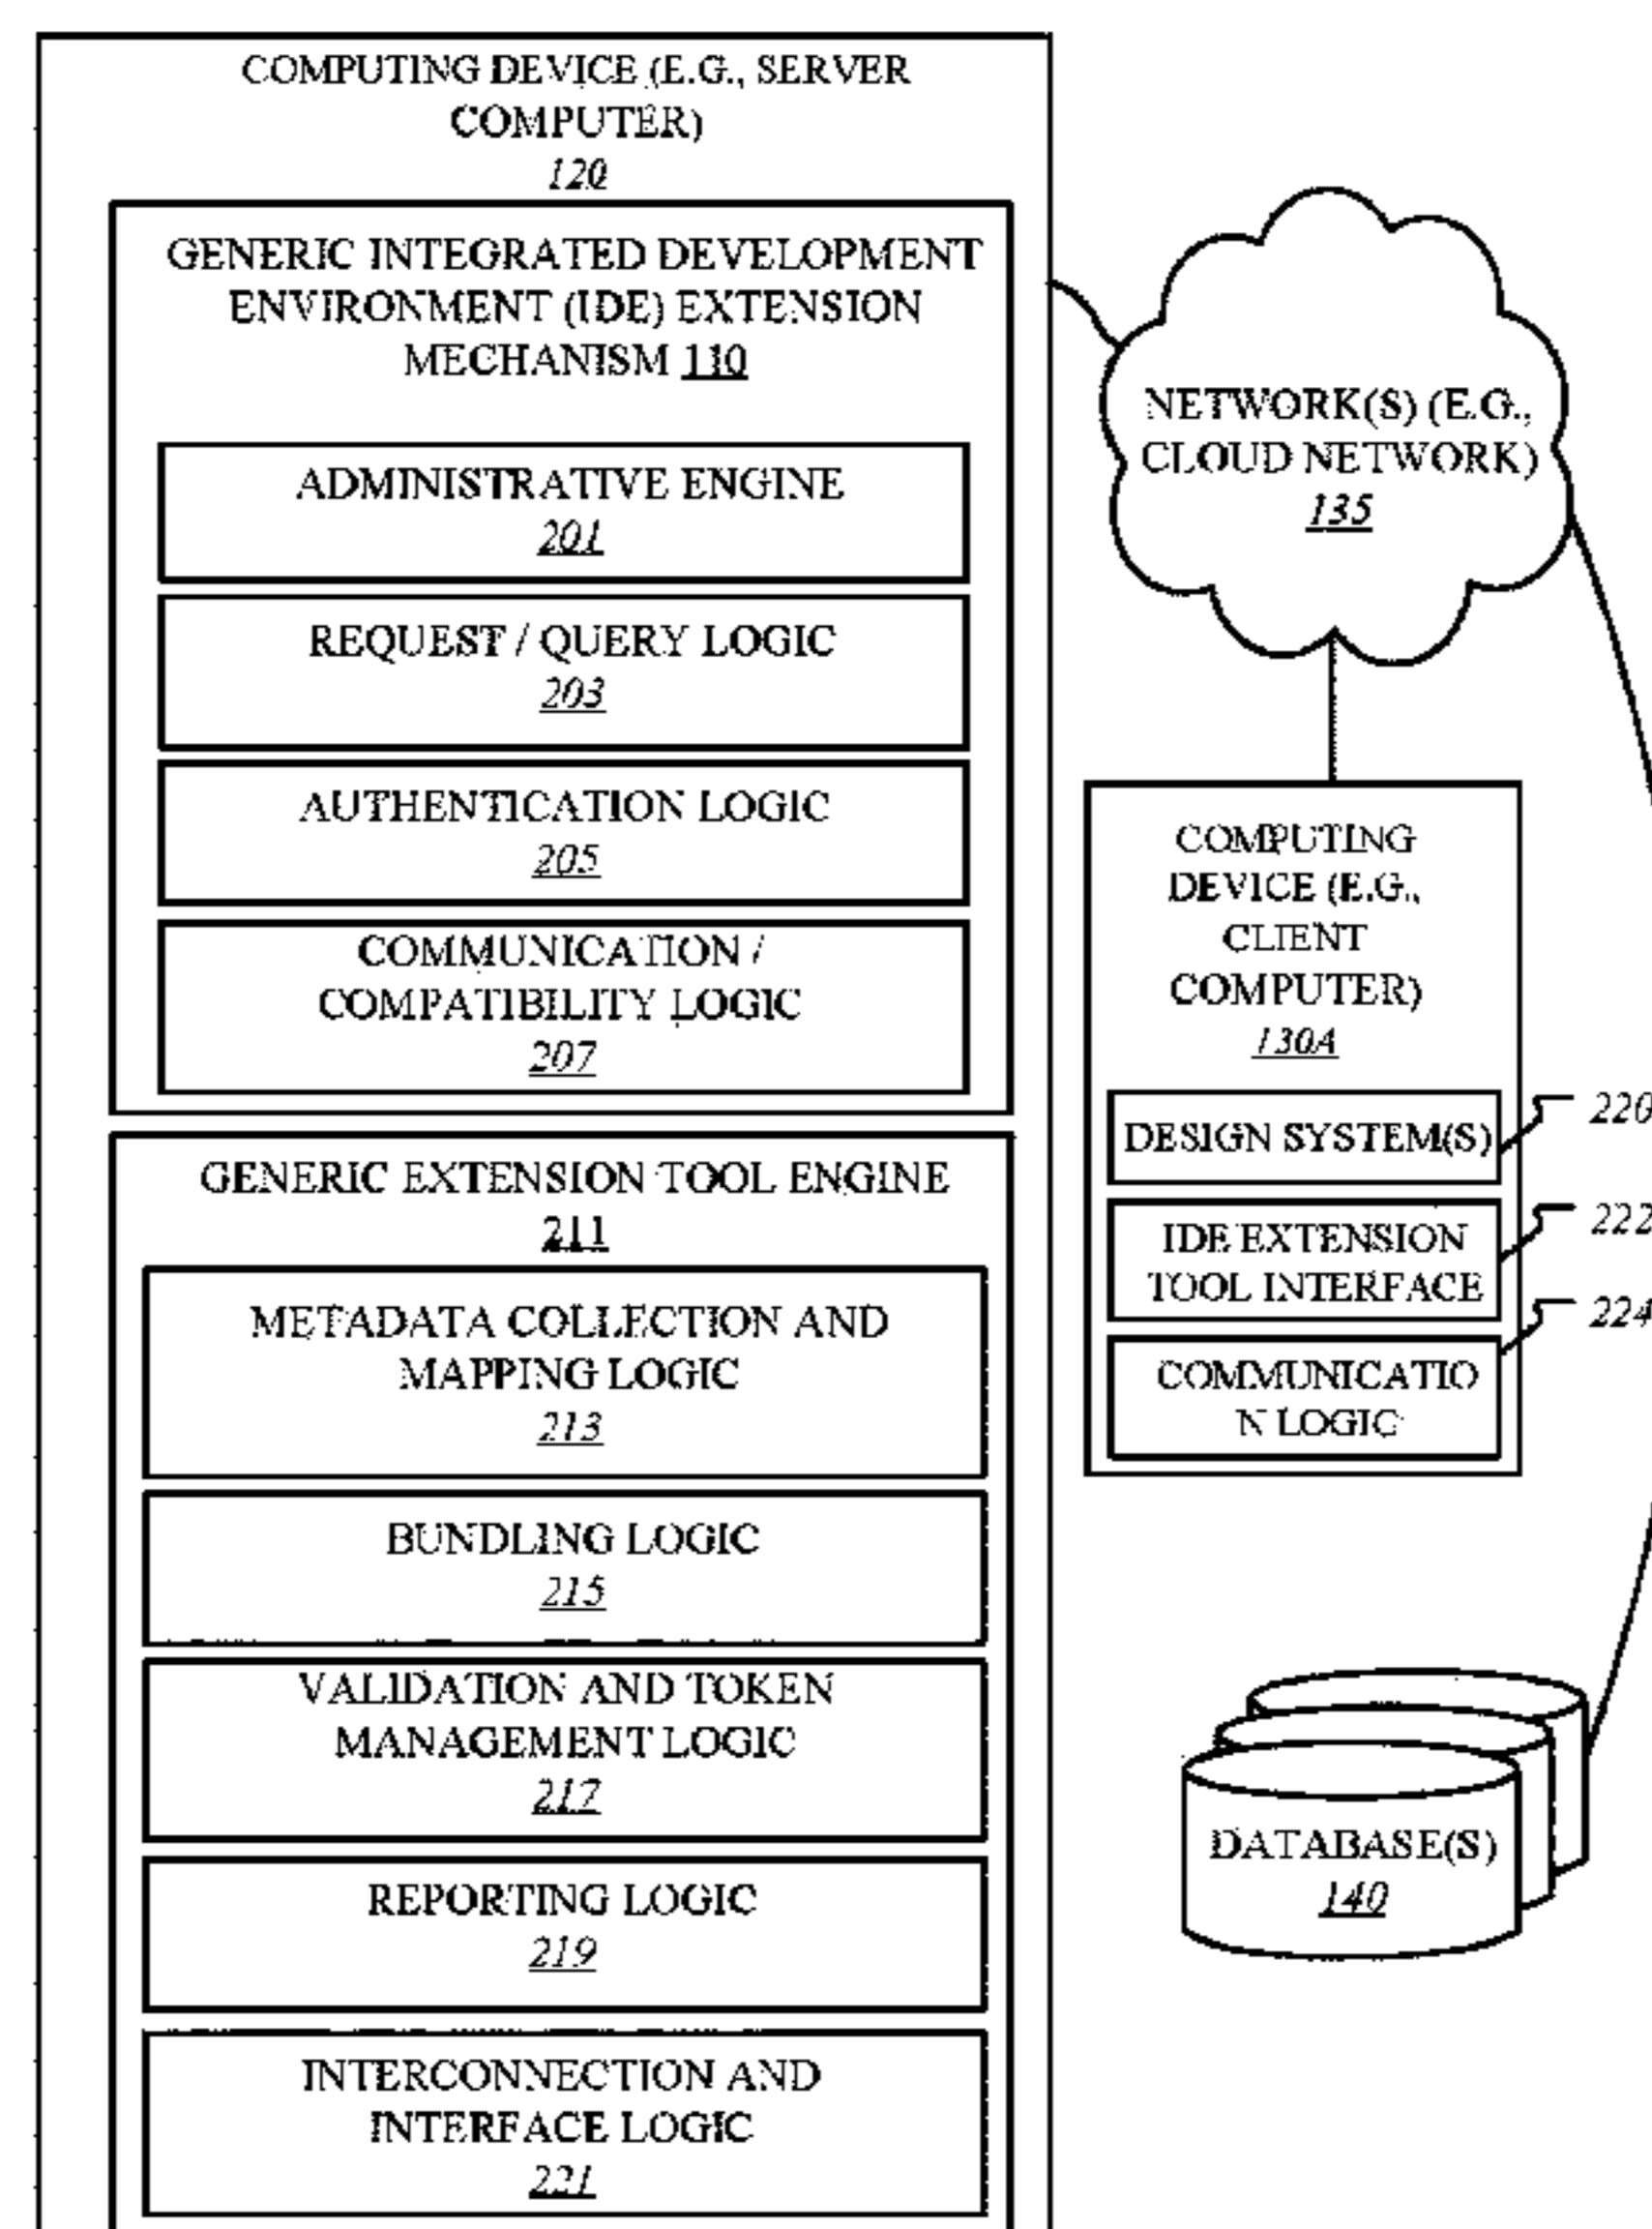 COMPUTING DEVICE (E.G., SERVER
COMPUTER)
120
GENERIC INTEGRATED DEVELOPMENT
ENVIRONMENT (IDE) EXTENSION
MECHANISM 110
ADMINISTRATIVE ENGINE
201
REQUEST / QUERY LOGIC
203
AUTHENTICATION LOGIC
205
COMMUNICATION /
COMPATIBILITY LOGIC
207
GENERIC EXTENSION TOOL ENGINE
211
METADATA COLLECTION AND
MAPPING LOGIC
213
BUNDLING LOGIC
215
VALIDATION AND TOKEN
MANAGEMENT LOGIC
217
REPORTING LOGIC
219
INTERCONNECTION AND
INTERFACE LOGIC
221
NETWORK(S) (E.G.,
CLOUD NETWORK)
135
COMPUTING
DEVICE (E.G.,
CLIENT
COMPUTER)
130A
DESIGN SYSTEM(S)
220
IDE EXTENSION
TOOL INTERFACE
222
COMMUNICATIO
N LOGIC
224
DATABASE(S)
140